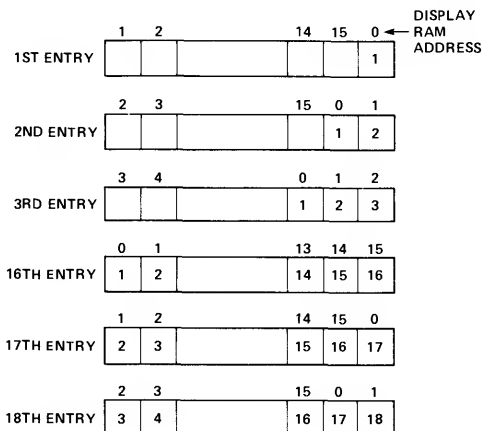 DISPLAY
1 2 14 15 0 RAM
ADDRESS
1ST ENTRY 1
2 3 15 0 1
2ND ENTRY 1 2
3 4 0 1 2
3RD ENTRY 1 2 3
0 1 13 14 15
16TH ENTRY 1 2 14 15 16
1 2 14 15 0
17TH ENTRY 2 3 15 16 17
2 3 15 0 1
18TH ENTRY 3 4 16 17 18